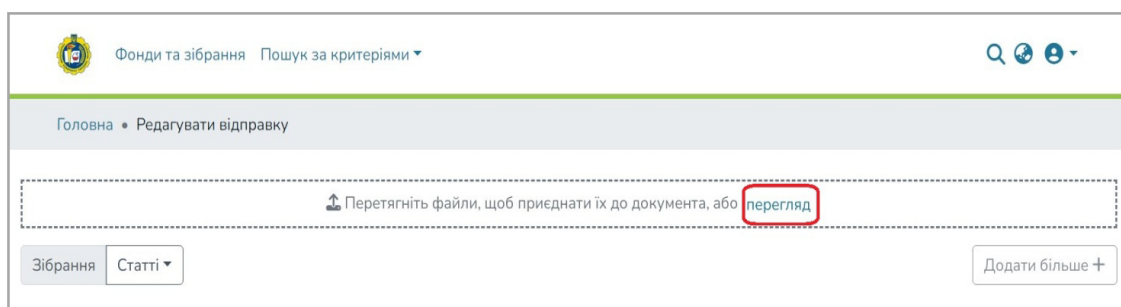 Фонди та зібрання Пошук за критеріями
Головна • Редагувати відправку
Перетягніть файли, щоб приєднати їх до документа, або перегляд
Зібрання Статті Додати більше +